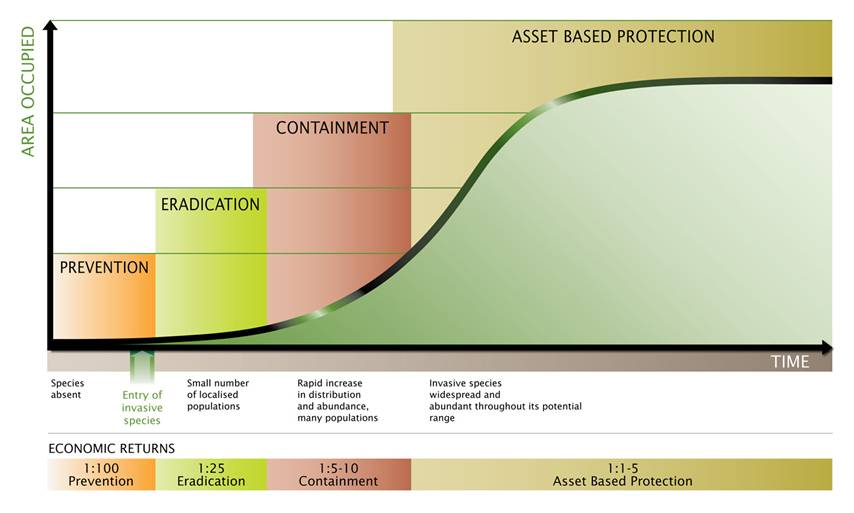 AREA OCCUPIED
ASSET BASED PROTECTION
CONTAINMENT
ERADICATION
PREVENTION
TIME
Species
absent
Entry of
invasive
species
Small number
of localised
populations
Rapid increase
in distribution
and abundance,
many populations
Invasive species
widespread and
abundant throughout its potential
range
ECONOMIC RETURNS
1:100
Prevention
1:25
Eradication
1:5-10
Containment
1:1-5
Asset Based Protection